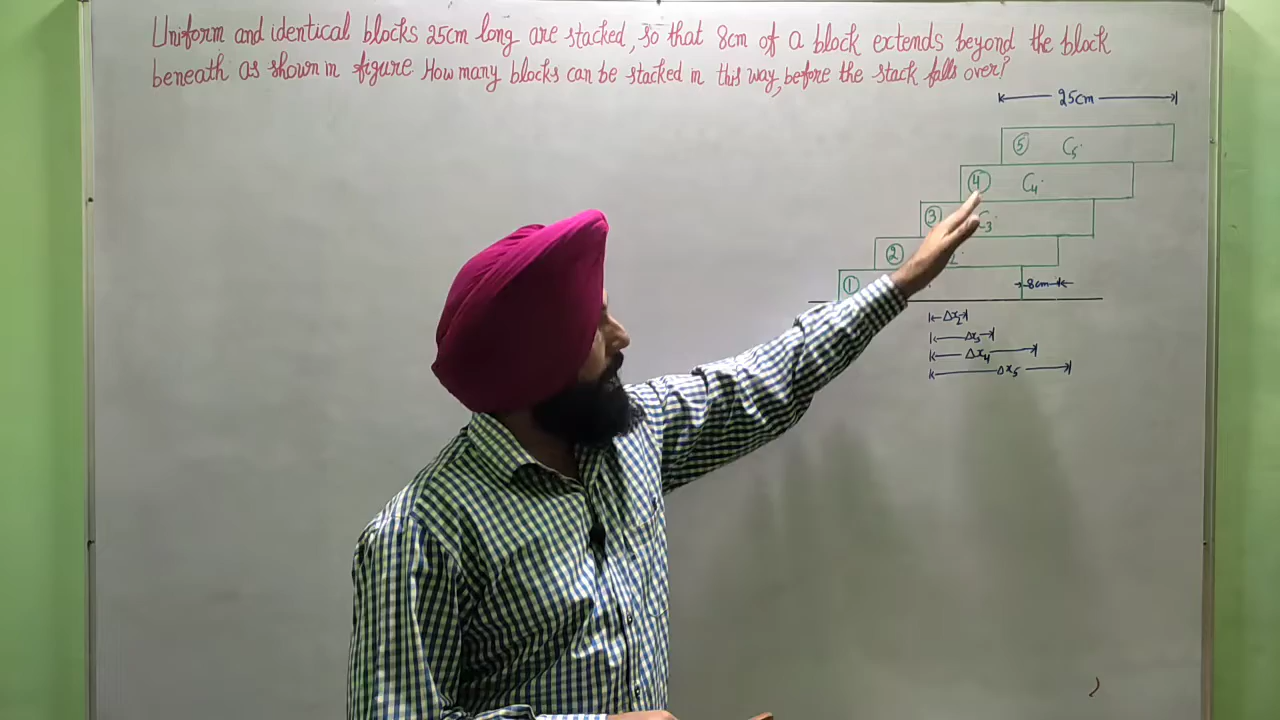 Uniform and identical blocks 25cm long are stacked, so that 8cm of a block extends beyond the block
beneath as shown in figure. How many blocks can be stacked in this way, before the stack falls over?
25cm
⑤ C₅
④ C₄
③ C₃
② ₂
①
8cm
Δx₂
Δx₃
Δx₄
Δx₅